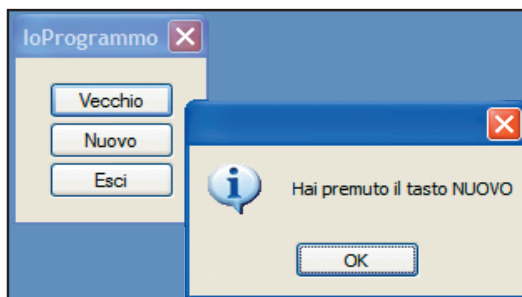 IoProgrammo
Vecchio
Nuovo
Esci
Hai premuto il tasto NUOVO
OK